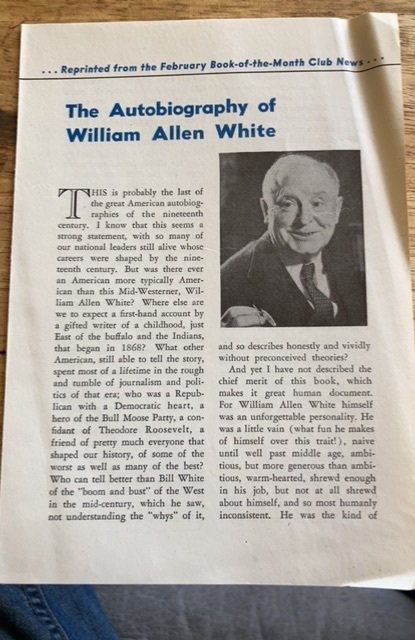 ... Reprinted from the February Book-of-the-Month Club News ...
The Autobiography of
William Allen White
THIS is probably the last of
the great American autobiog-
raphies of the nineteenth
century. I know that this seems a
strong statement, with so many of
our national leaders still alive whose
careers were shaped by the nine-
teenth century. But was there ever
an American more typically Amer-
ican than this Mid-Westerner, Wil-
liam Allen White? Where else are
we to expect a first-hand account by
a gifted writer of a childhood, just
East of the buffalo and the Indians,
that began in 1868? What other
American, still able to tell the story,
spent most of a lifetime in the rough
and tumble of journalism and poli-
tics of that era; who was a Repub-
lican with a Democratic heart, a
hero of the Bull Moose Party, a con-
fidant of Theodore Roosevelt, a
friend of pretty much everyone that
shaped our history, of some of the
worst as well as many of the best?
Who can tell better than Bill White
of the "boom and bust" of the West
in the mid-century, which he saw,
not understanding the "whys" of it,
and so describes honestly and vividly
without preconceived theories?
And yet I have not described the
chief merit of this book, which
makes it great human document.
For William Allen White himself
was an unforgettable personality. He
was a little vain (what fun he makes
of himself over this trait!), naive
until well past middle age, ambi-
tious, but more generous than ambi-
tious, warm-hearted, shrewd enough
in his job, but not at all shrewd
about himself, and so most humanly
inconsistent. He was the kind of